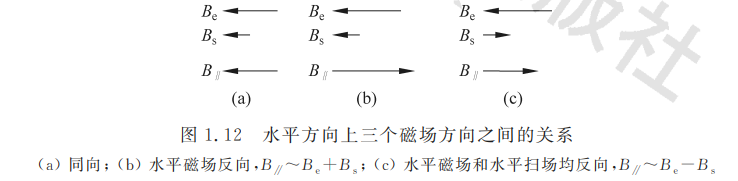 Be Be Be
Bs Bs Bs
B∥ B∥ B∥
(a) (b) (c)
图 1.12 水平方向上三个磁场方向之间的关系
(a) 同向;(b) 水平磁场反向,B∥~Be+Bs;(c) 水平磁场和水平扫场均反向,B∥~Be-Bs
版社